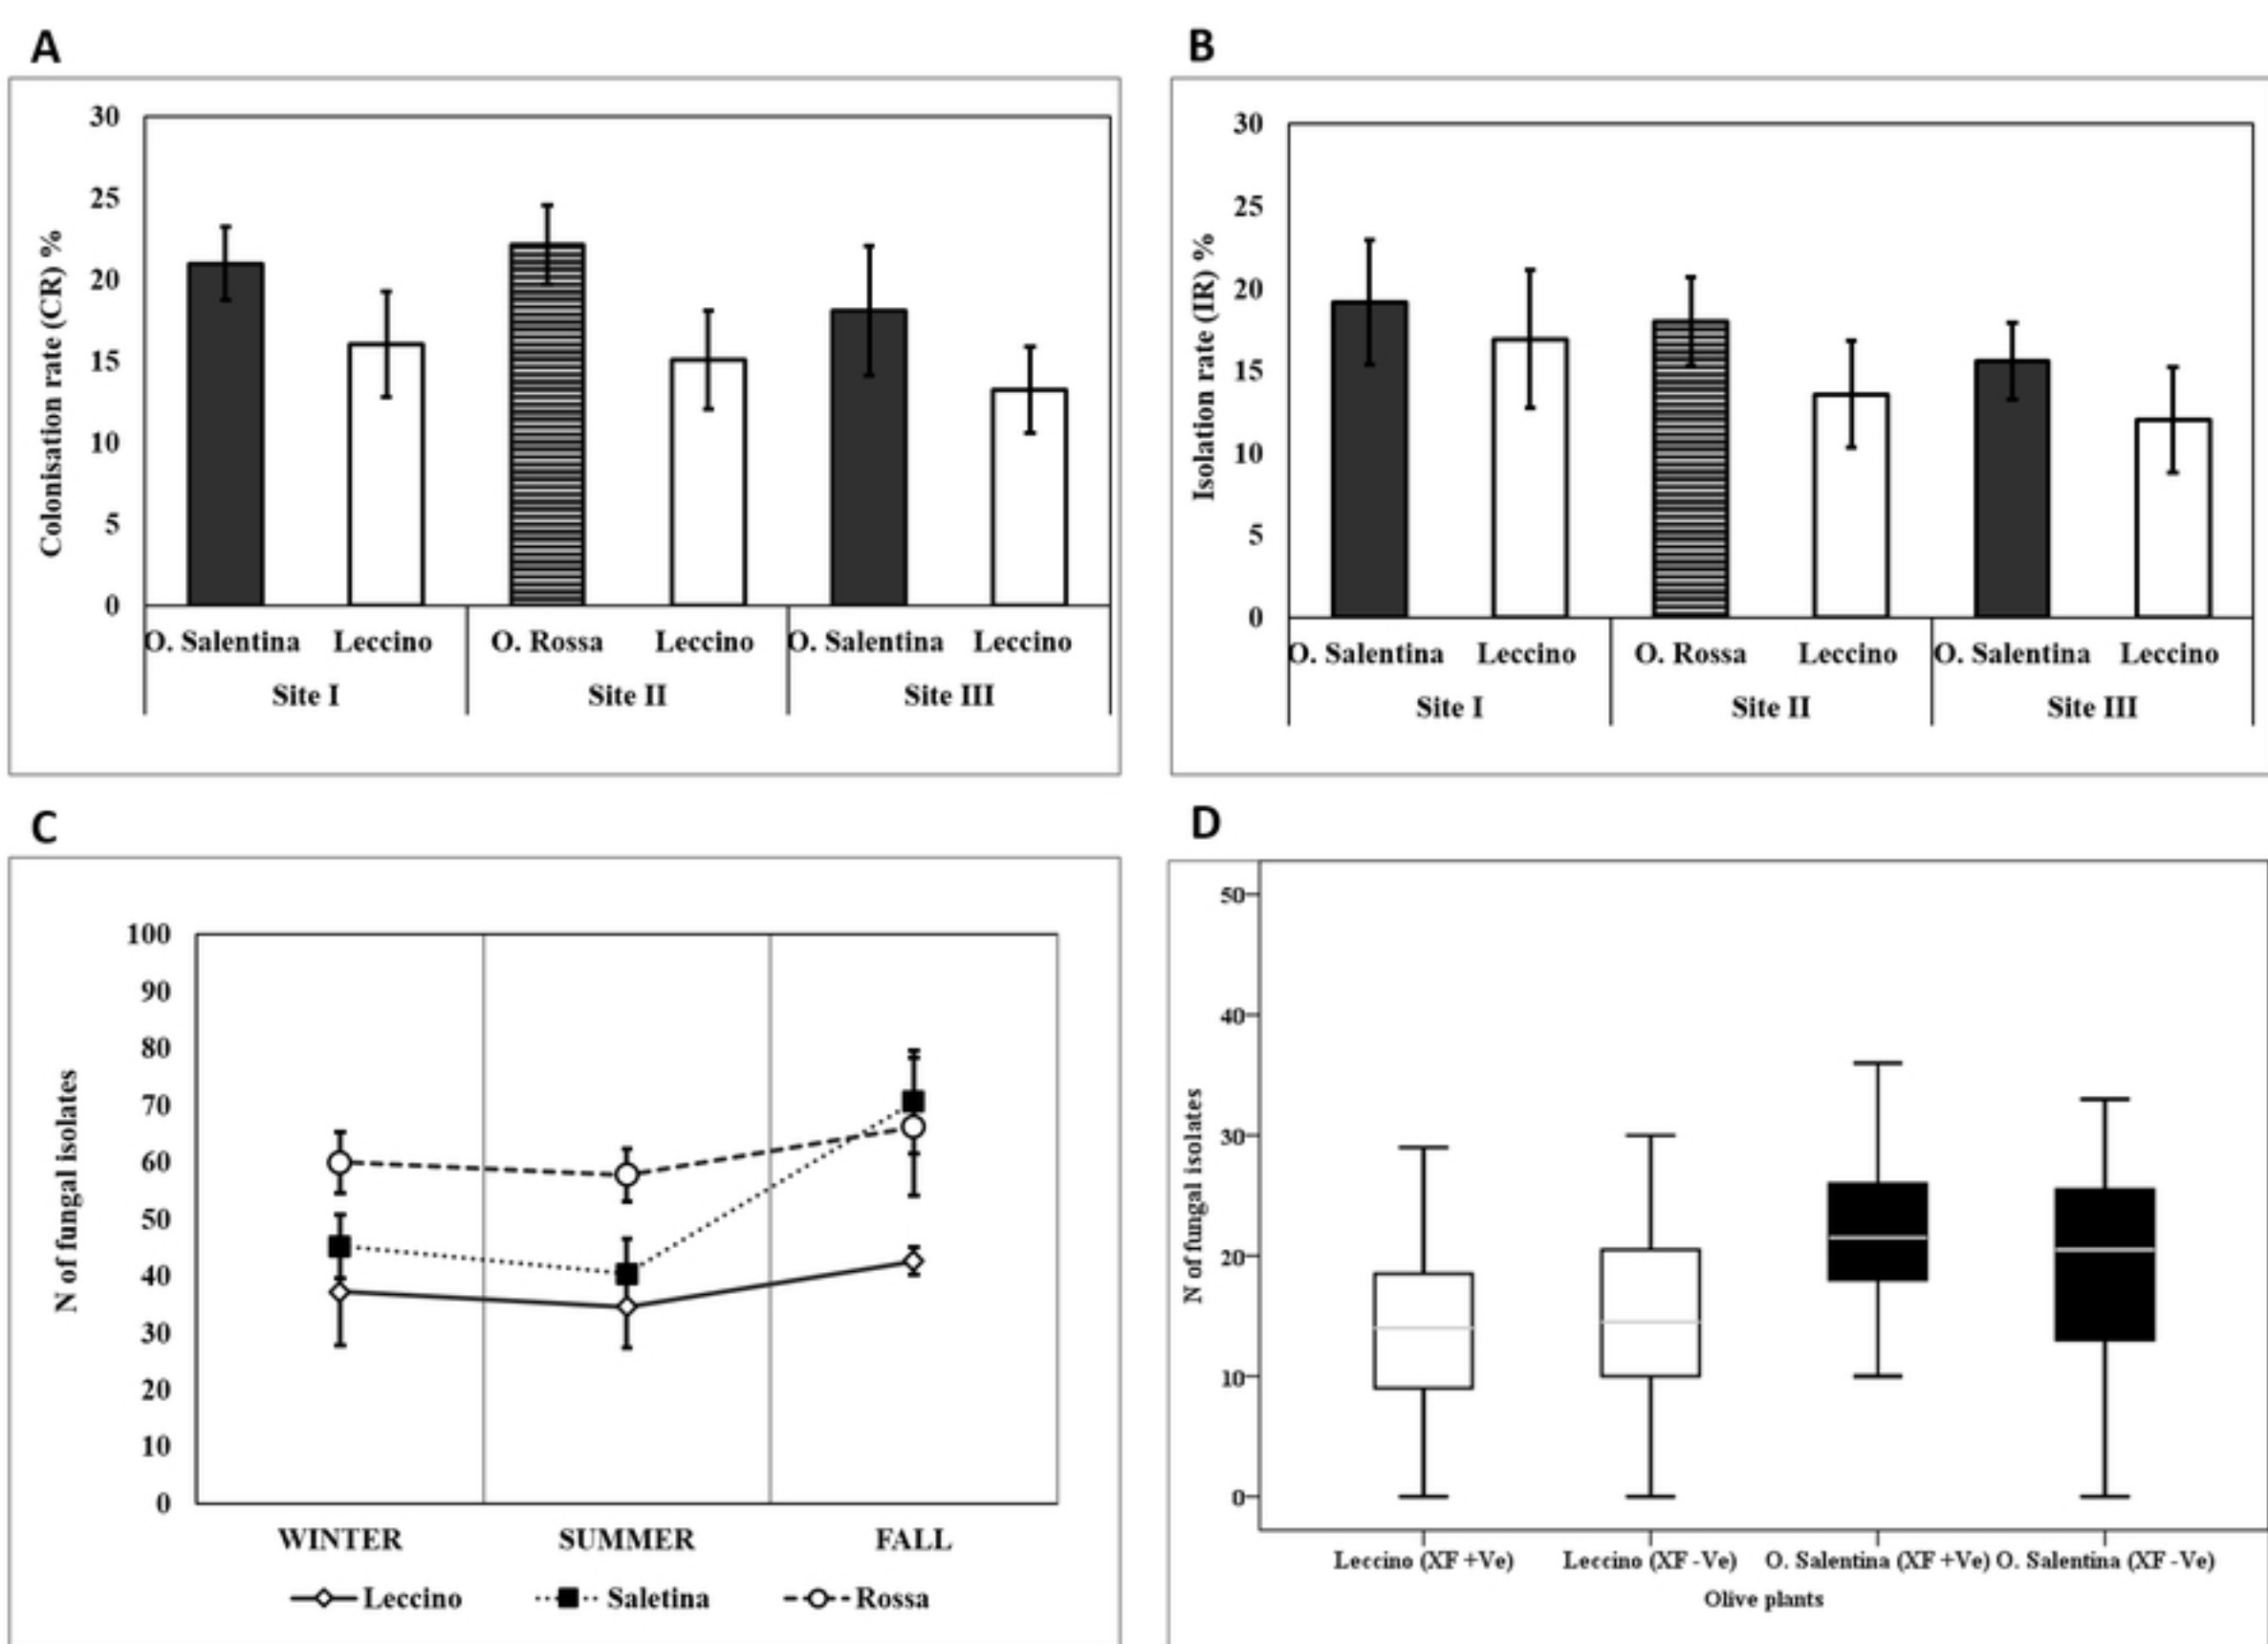 A
Colonisation rate (CR) %
30
25
20
15
10
5
0
O. Salentina Leccino O. Rossa Leccino O. Salentina Leccino
Site I Site II Site III
B
Isolation rate (IR) %
30
25
20
15
10
5
0
O. Salentina Leccino O. Rossa Leccino O. Salentina Leccino
Site I Site II Site III
C
N of fungal isolates
100
90
80
70
60
50
40
30
20
10
0
WINTER SUMMER FALL
Leccino Saletina Rossa
D
N of fungal isolates
50
40
30
20
10
0
Leccino (XF +Ve) Leccino (XF -Ve) O. Salentina (XF +Ve) O. Salentina (XF -Ve)
Olive plants